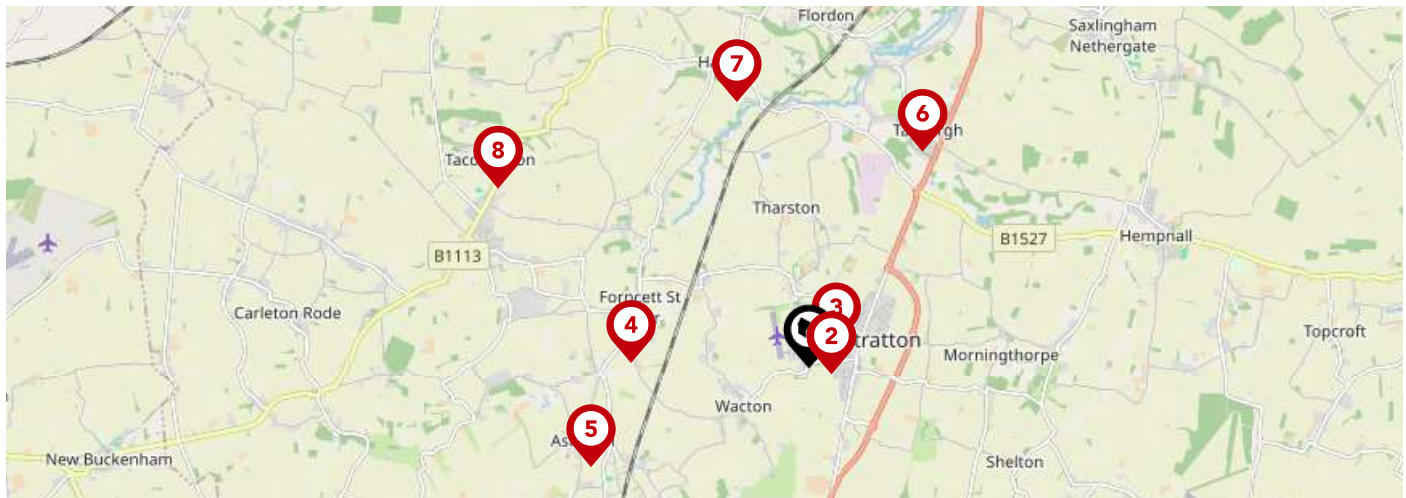 Flordon
Saxlingham
Nethergate
7
6
8
Tharston
B1527
Hempnall
B1113
Forncett St
Carleton Rode
4
3
2
Topcroft
Morningthorpe
Wacton
5
New Buckenham
Shelton